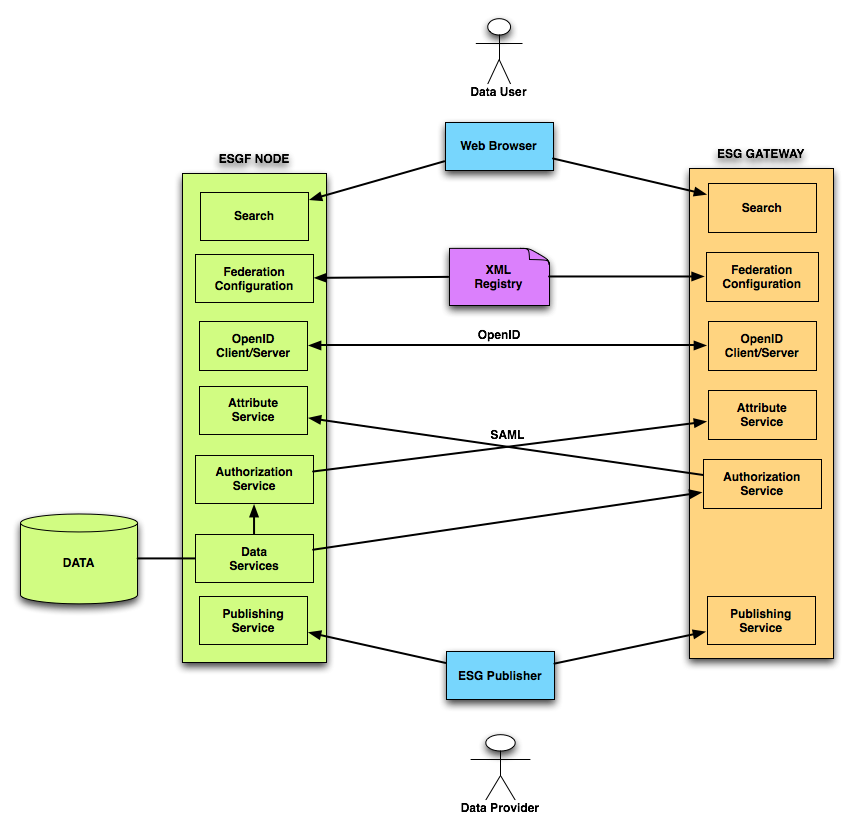 Data User
Web Browser
ESGF NODE
ESG GATEWAY
Search
Search
Federation
Configuration
XML
Registry
Federation
Configuration
OpenID
Client/Server
OpenID
OpenID
Client/Server
Attribute
Service
SAML
Attribute
Service
Authorization
Service
Authorization
Service
DATA
Data
Services
Publishing
Service
Publishing
Service
ESG Publisher
Data Provider